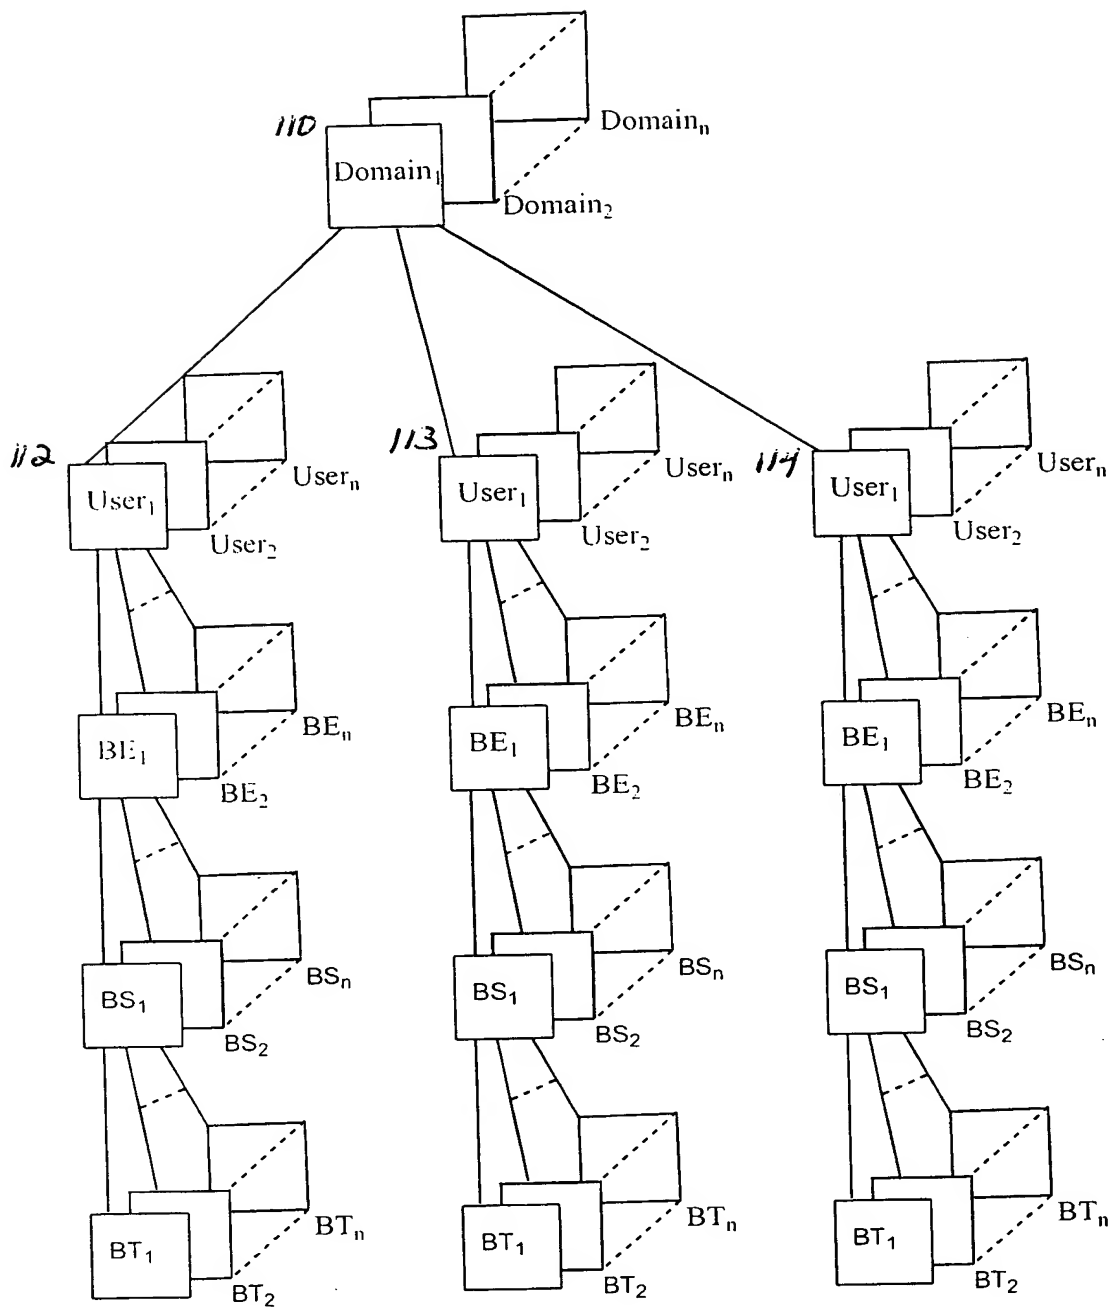 110
Domainₙ
Domain₁
Domain₂
112
113
114
User₁
User₂
Userₙ
User₁
User₂
Userₙ
User₁
User₂
Userₙ
BE₁
BE₂
BEₙ
BE₁
BE₂
BEₙ
BE₁
BE₂
BEₙ
BS₁
BS₂
BSₙ
BS₁
BS₂
BSₙ
BS₁
BS₂
BSₙ
BT₁
BT₂
BTₙ
BT₁
BT₂
BTₙ
BT₁
BT₂
BTₙ